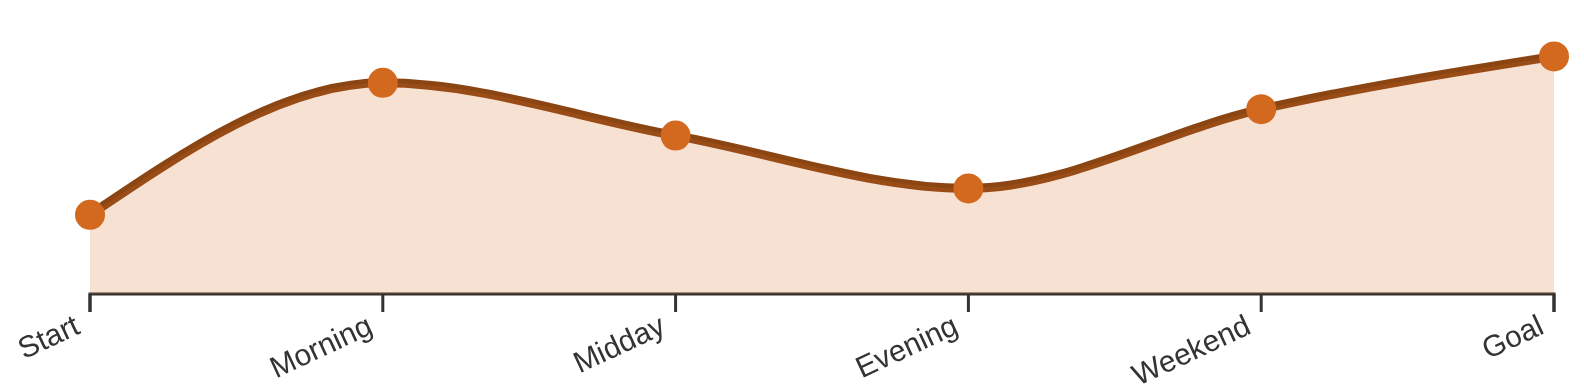 Start
Morning
Midday
Evening
Weekend
Goal